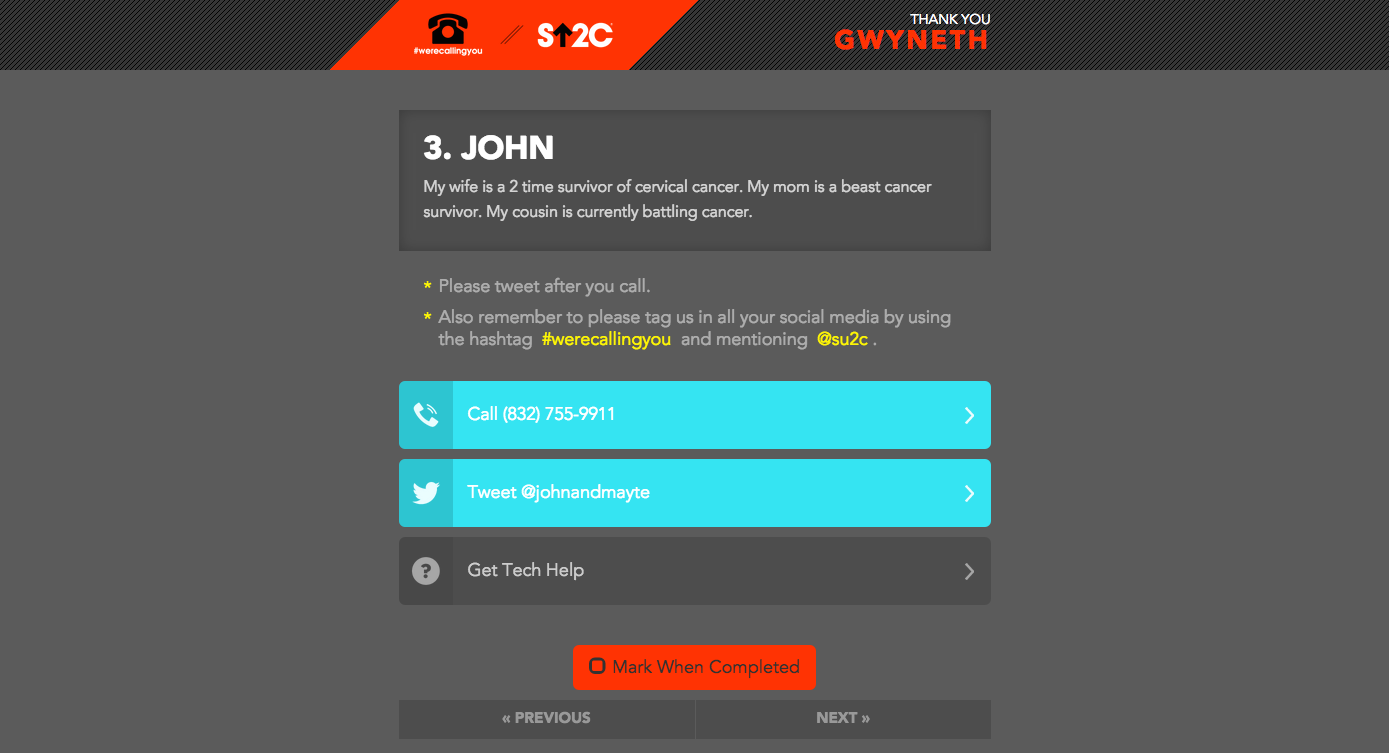 #werecallingyou
SU2C
THANK YOU
GWYNETH
3. JOHN
My wife is a 2 time survivor of cervical cancer. My mom is a beast cancer
survivor. My cousin is currently battling cancer.
* Please tweet after you call.
* Also remember to please tag us in all your social media by using
the hashtag #werecallingyou and mentioning @su2c .
Call (832) 755-9911
Tweet @johnandmayte
? Get Tech Help
Mark When Completed
« PREVIOUS
NEXT »